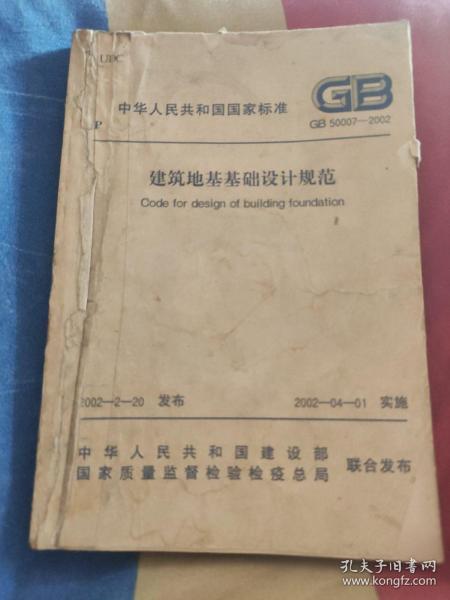 UDC
中华人民共和国国家标准
GB
P
GB 50007—2002
建筑地基基础设计规范
Code for design of building foundation
2002—2—20 发布
2002—04—01 实施
中华人民共和国建设部
国家质量监督检验检疫总局
联合发布
孔夫子旧书网
www.kongfz.com